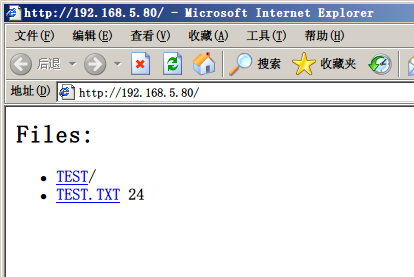 http://192.168.5.80/ - Microsoft Internet Explorer
文件(F) 编辑(E) 查看(V) 收藏(A) 工具(T) 帮助(H)
后退 搜索 收藏夹
地址(D) http://192.168.5.80/
Files:
• TEST/
• TEST.TXT 24